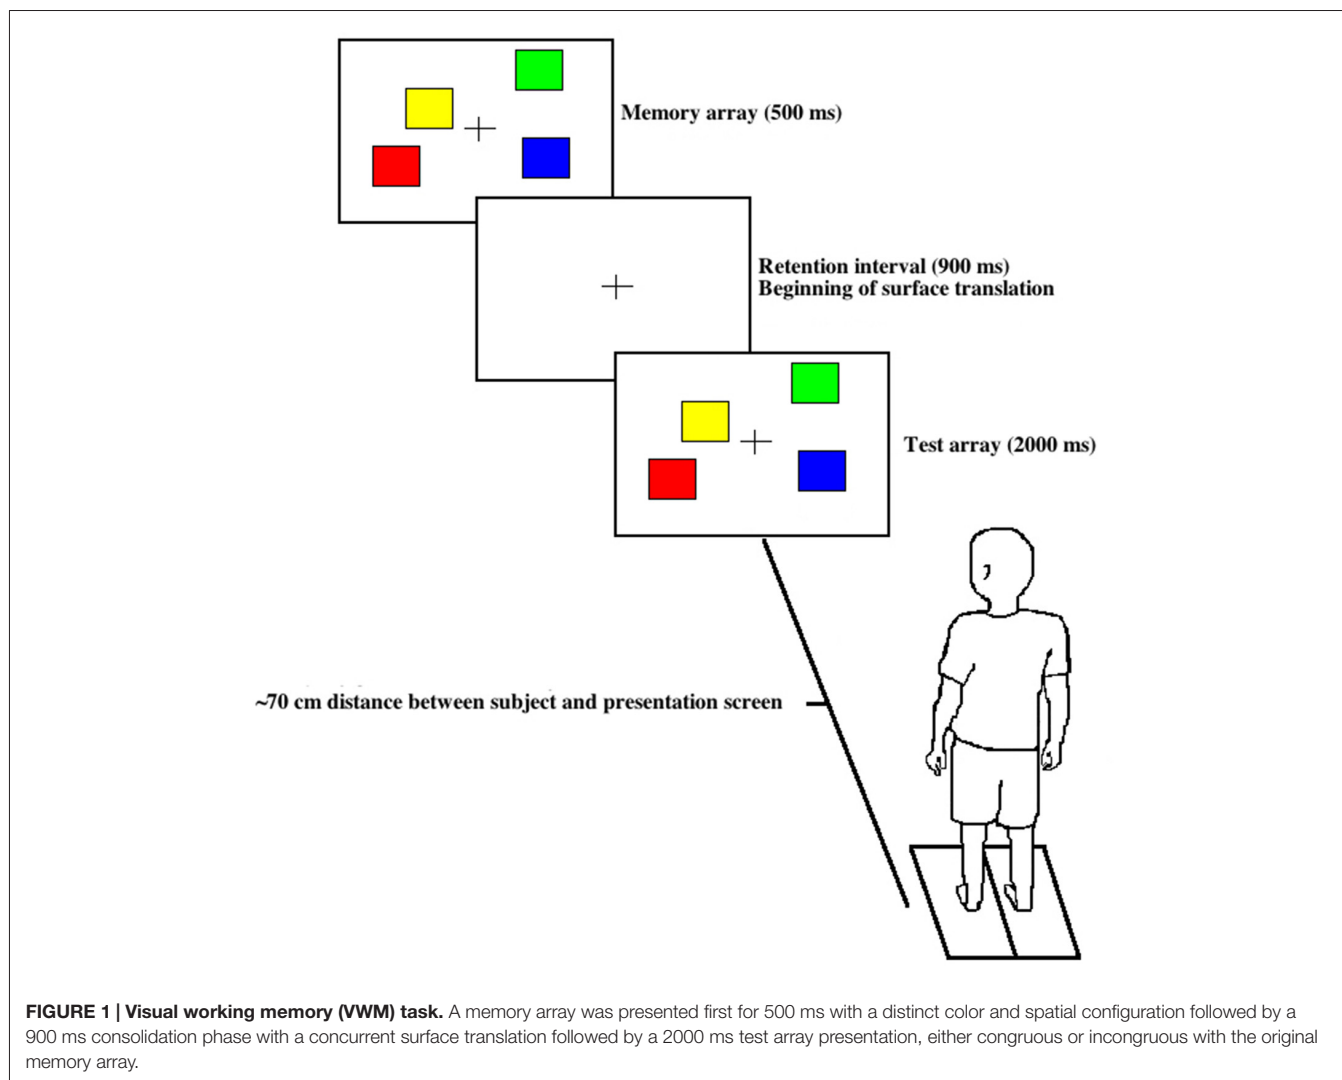 Memory array (500 ms)
Retention interval (900 ms)
Beginning of surface translation
Test array (2000 ms)
~70 cm distance between subject and presentation screen
FIGURE 1 | Visual working memory (VWM) task. A memory array was presented first for 500 ms with a distinct color and spatial configuration followed by a
900 ms consolidation phase with a concurrent surface translation followed by a 2000 ms test array presentation, either congruous or incongruous with the original
memory array.